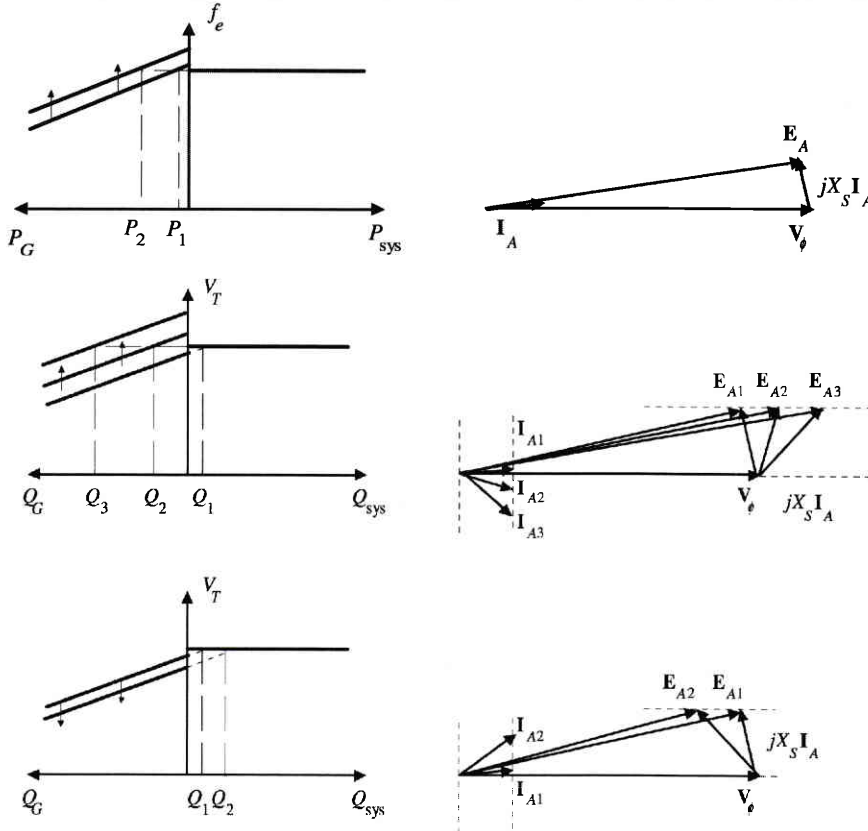 f_e
P_G P_2 P_1 P_sys
E_A
jX_S I_A
I_A V_ϕ
V_T
Q_G Q_3 Q_2 Q_1 Q_sys
E_A1 E_A2 E_A3
I_A1
I_A2
I_A3
V_ϕ jX_S I_A
V_T
Q_G Q_1 Q_2 Q_sys
E_A2 E_A1
I_A2
jX_S I_A
I_A1 V_ϕ